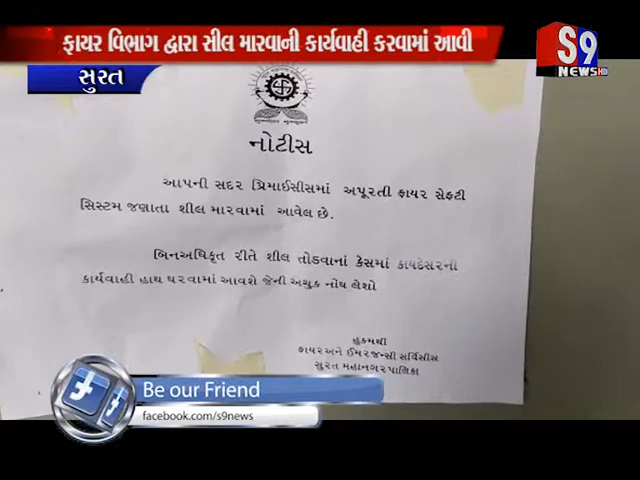 ફાયર વિભાગ દ્વારા સીલ મારવાની કાર્યવાહી કરવામાં આવી
S9
NEWS HD
સુરત
નોટીસ
આપની સદર પ્રિમાઈસીસમાં અપૂરતી ફાયર સેફટી
સિસ્ટમ જણાતા શીલ મારવામાં આવેલ છે.
બિનઅધિકૃત રીતે શીલ તોડવાનાં કેસમાં કાયદેસરની
કાર્યવાહી હાથ ધરવામાં આવશે જેની અચુક નોંધ લેશો
હુકમથી
ફાયર અને ઈમરજન્સી સર્વિસીસ
સુરત મહાનગરપાલિકા
Be our Friend
facebook.com/s9news